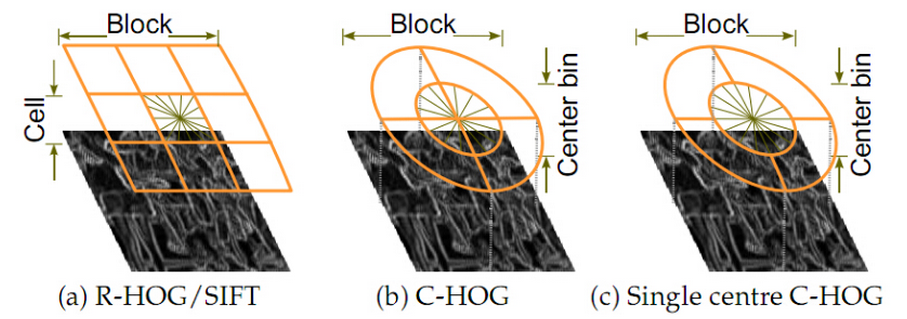 Block
Cell
(a) R-HOG/SIFT
Block
Center bin
(b) C-HOG
Block
Center bin
(c) Single centre C-HOG